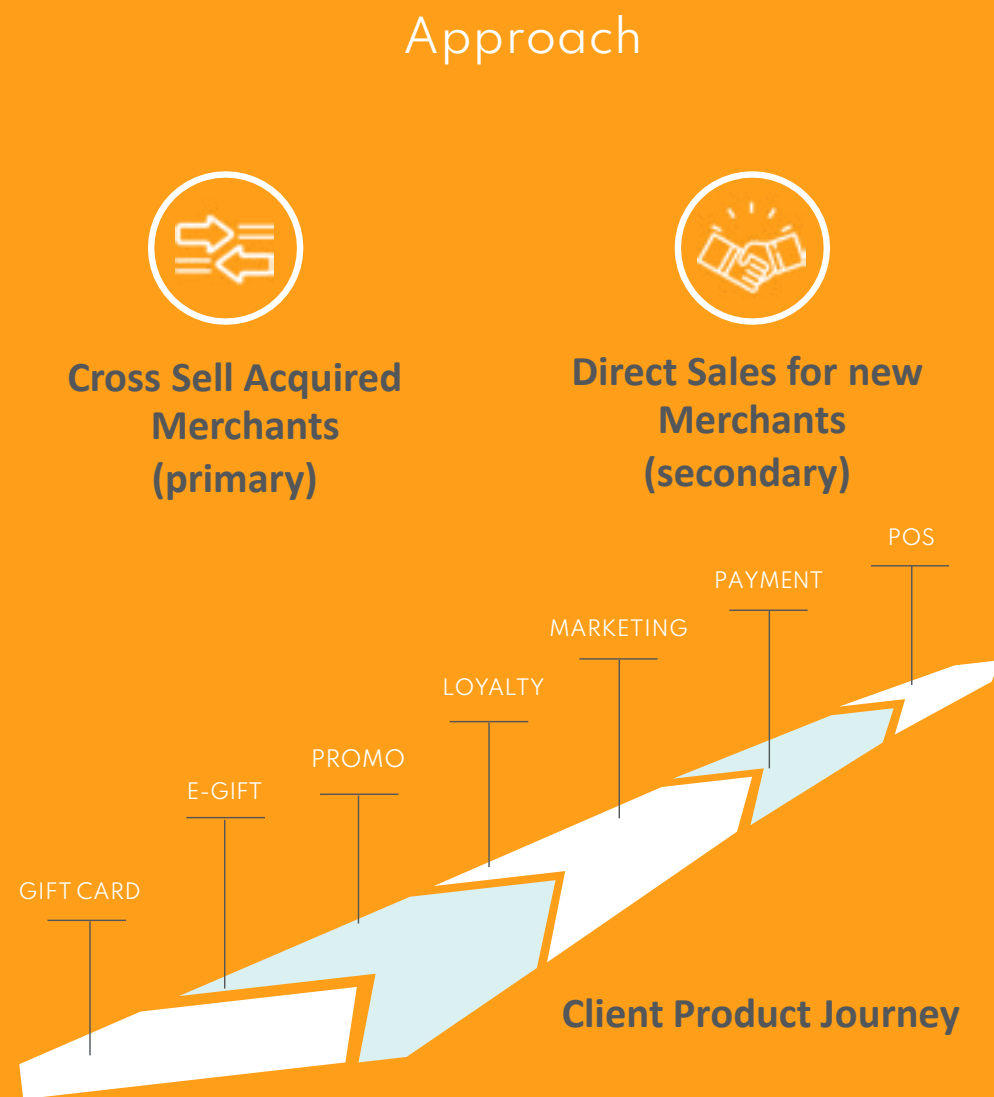 Approach
Cross Sell Acquired
Merchants
(primary)
Direct Sales for new
Merchants
(secondary)
POS
PAYMENT
MARKETING
LOYALTY
PROMO
E-GIFT
GIFT CARD
Client Product Journey